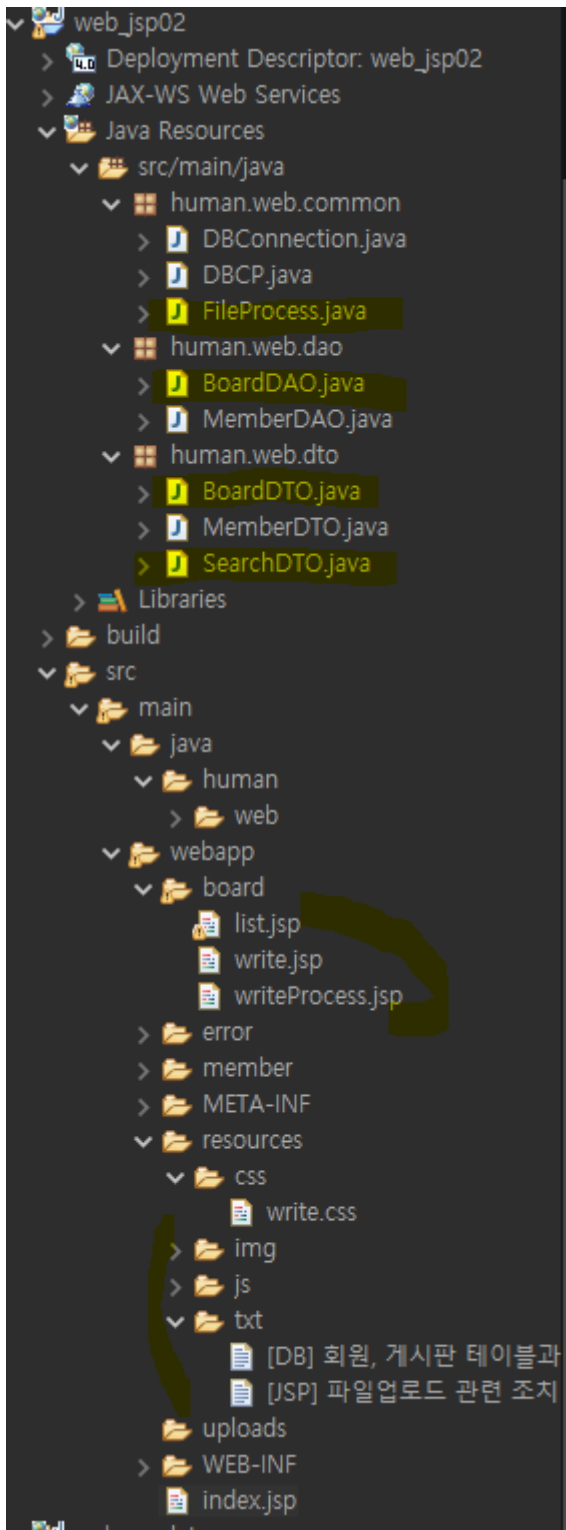 web_jsp02
Deployment Descriptor: web_jsp02
JAX-WS Web Services
Java Resources
src/main/java
human.web.common
DBConnection.java
DBCP.java
FileProcess.java
human.web.dao
BoardDAO.java
MemberDAO.java
human.web.dto
BoardDTO.java
MemberDTO.java
SearchDTO.java
Libraries
build
src
main
java
human
web
webapp
board
list.jsp
write.jsp
writeProcess.jsp
error
member
META-INF
resources
css
write.css
img
js
txt
[DB] 회원, 게시판 테이블과
[JSP] 파일업로드 관련 조치
uploads
WEB-INF
index.jsp